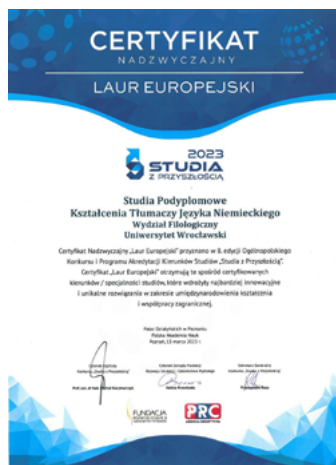 CERTYFIKAT
NADZWYCZAJNY
LAUR EUROPEJSKI
2023
STUDIA
Z PRZYSZŁOŚCIĄ
Studia Podyplomowe
Kształcenia Tłumaczy Języka Niemieckiego
Wydział Filologiczny
Uniwersytet Wrocławski
Certyfikat Nadzwyczajny „Laur Europejski” przyznano w 8. edycji Ogólnopolskiego
Konkursu i Programu Akredytacji Kierunków Studiów „Studia z Przyszłością”.
Certyfikat „Laur Europejski” otrzymują te spośród certyfikowanych
kierunków / specjalności studiów, które wdrożyły najbardziej innowacyjne
i unikalne rozwiązania w zakresie umiędzynarodowienia kształcenia
i współpracy zagranicznej.
Pałac Działyńskich w Poznaniu
Polska Akademia Nauk
Poznań, 15 marca 2023 r.
FUNDACJA
PRC